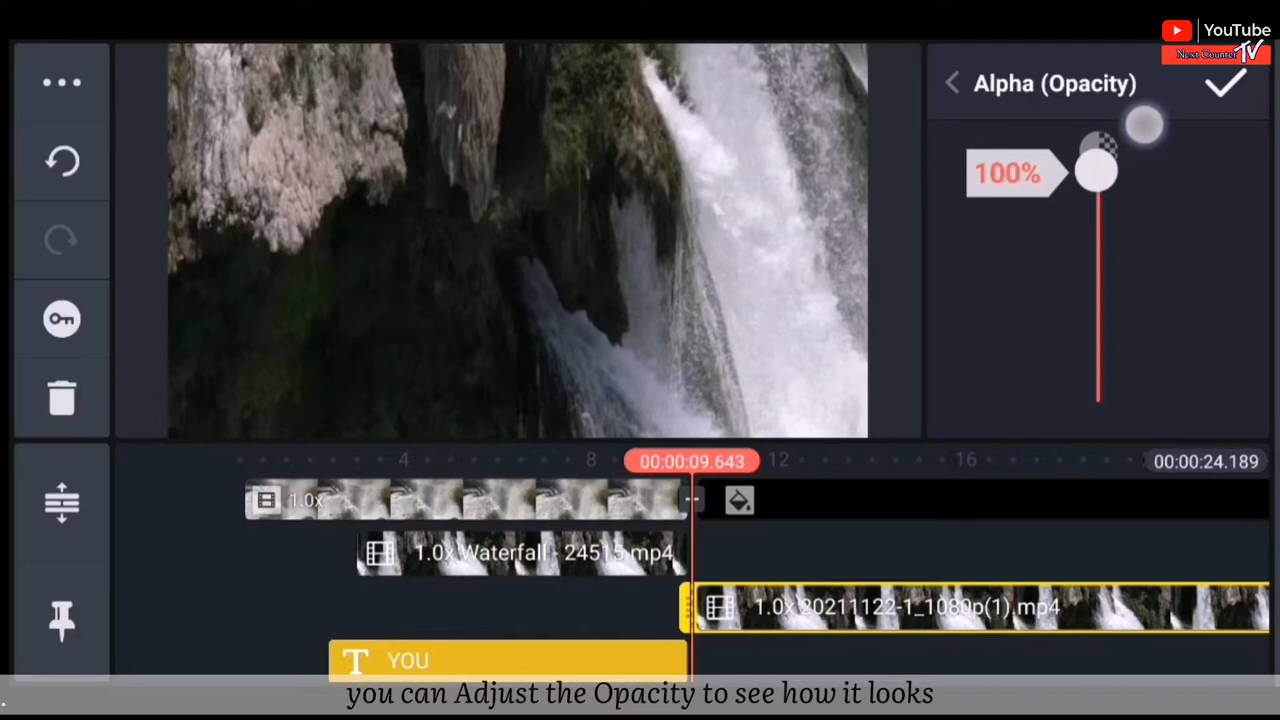 YouTube
Next Counter TV
Alpha (Opacity)
100%
4
8
00:00:09.643
12
16
00:00:24.189
1.0x
1.0x Waterfall - 24515.mp4
1.0x 20211122-1_1080p(1).mp4
T YOU
you can Adjust the Opacity to see how it looks
.